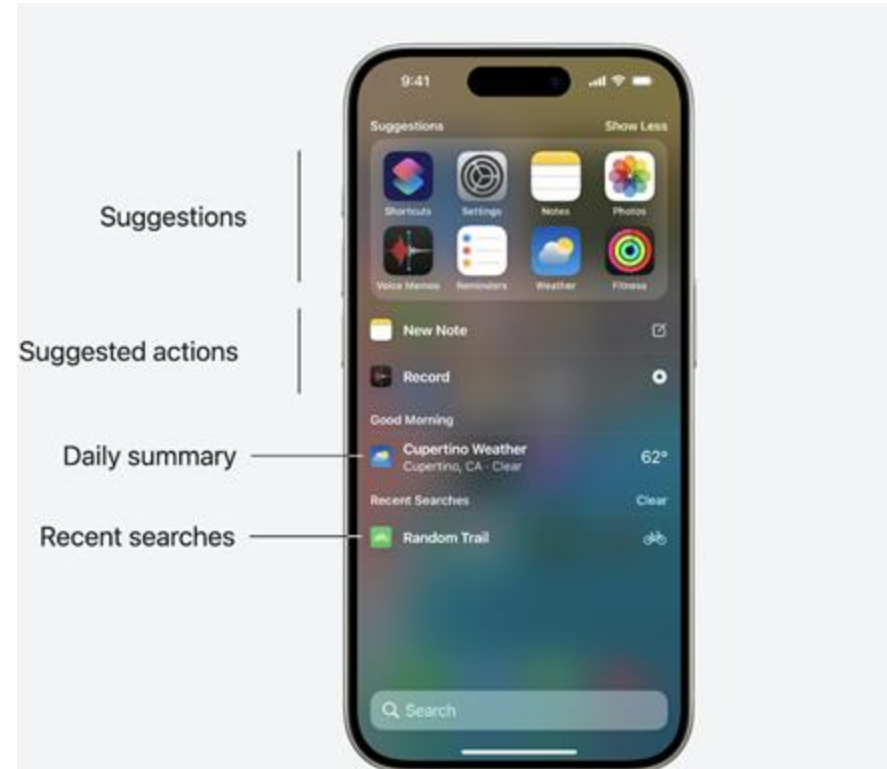 9:41
Suggestions Show Less
Shortcuts Settings Notes Photos
Suggestions
Voice Memos Reminders Weather Fitness
New Note
Suggested actions
Record
Good Morning
Daily summary
Cupertino Weather 62°
Cupertino, CA · Clear
Recent Searches Clear
Recent searches
Random Trail
Search